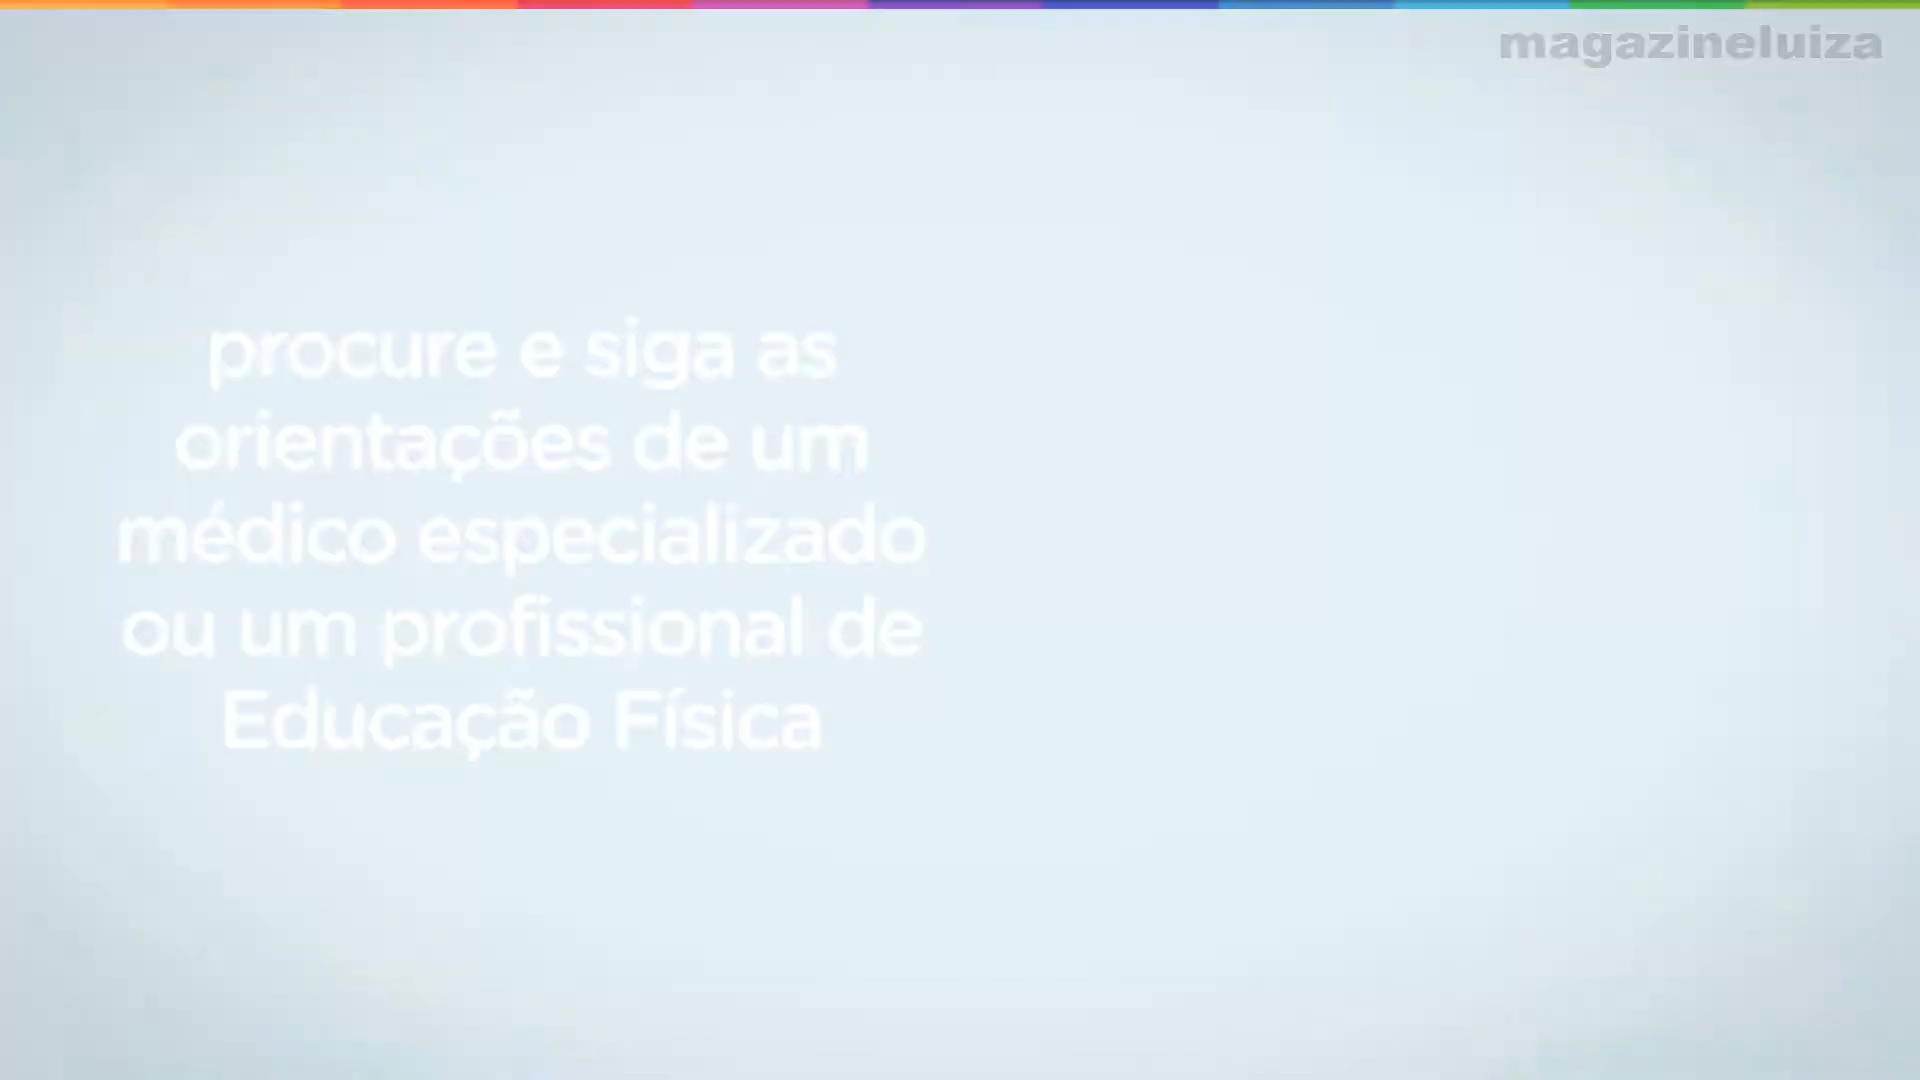 magazineluiza
procure e siga as
orientações de um
médico especializado
ou um profissional de
Educação Física